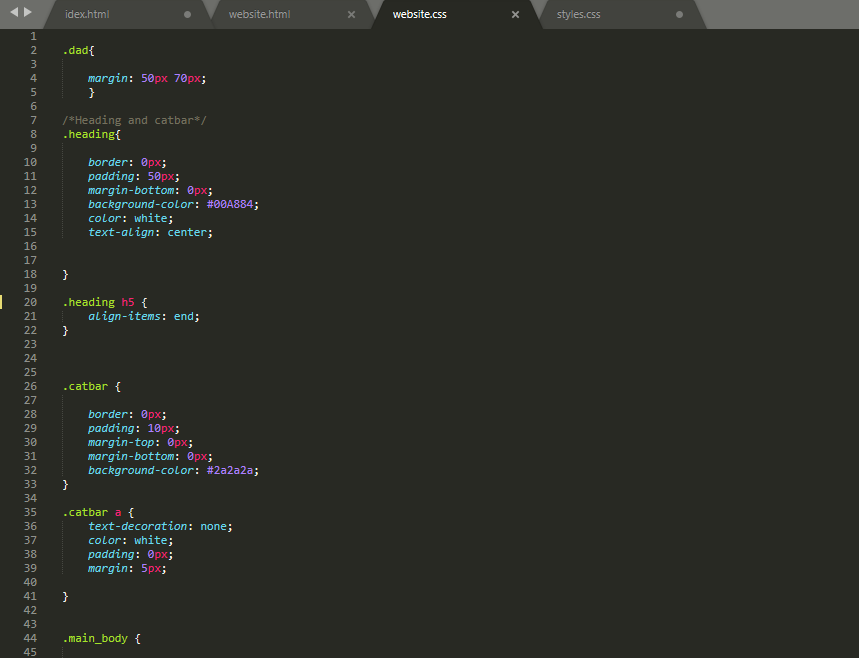 idex.html website.html website.css styles.css
1
2 .dad{
3
4 margin: 50px 70px;
5 }
6
7 /*Heading and catbar*/
8 .heading{
9
10 border: 0px;
11 padding: 50px;
12 margin-bottom: 0px;
13 background-color: #00A884;
14 color: white;
15 text-align: center;
16
17
18 }
19
20 .heading h5 {
21 align-items: end;
22 }
23
24
25
26 .catbar {
27
28 border: 0px;
29 padding: 10px;
30 margin-top: 0px;
31 margin-bottom: 0px;
32 background-color: #2a2a2a;
33 }
34
35 .catbar a {
36 text-decoration: none;
37 color: white;
38 padding: 0px;
39 margin: 5px;
40
41 }
42
43
44 .main_body {
45